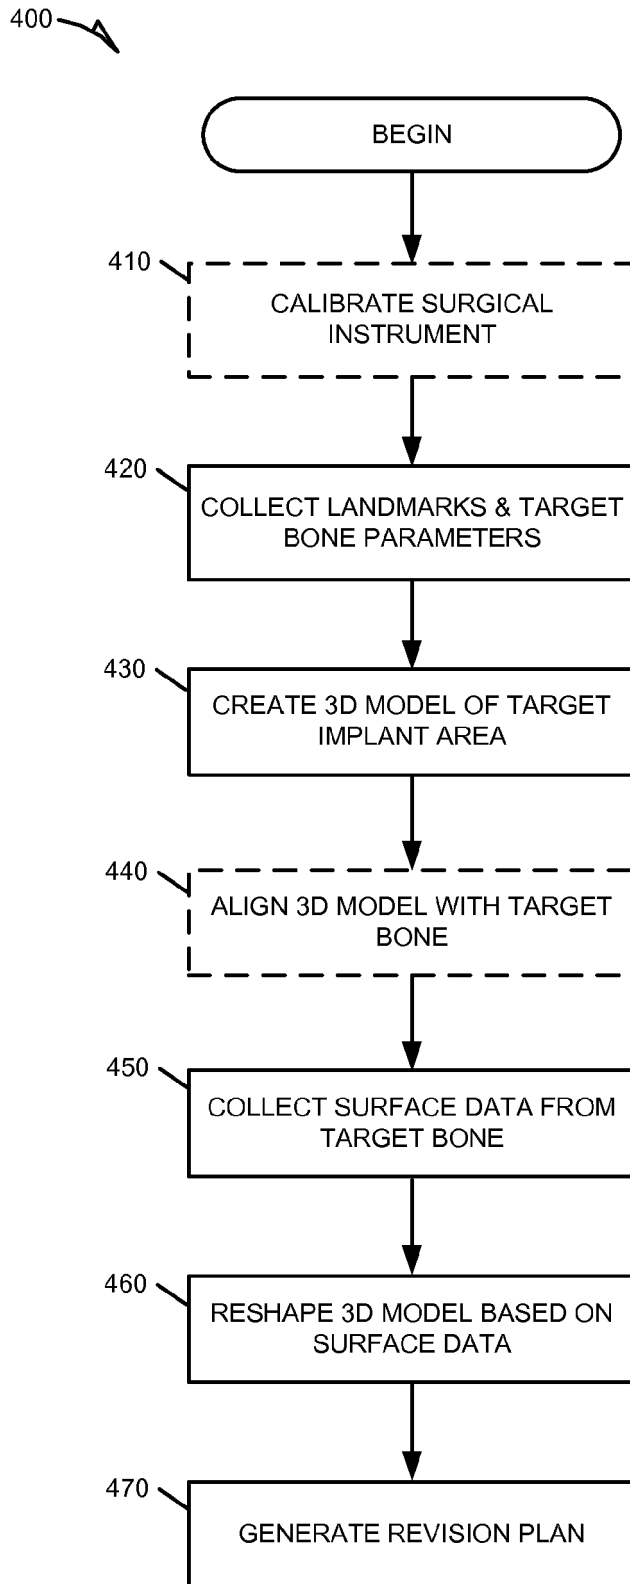 400
BEGIN
410
CALIBRATE SURGICAL
INSTRUMENT
420
COLLECT LANDMARKS & TARGET
BONE PARAMETERS
430
CREATE 3D MODEL OF TARGET
IMPLANT AREA
440
ALIGN 3D MODEL WITH TARGET
BONE
450
COLLECT SURFACE DATA FROM
TARGET BONE
460
RESHAPE 3D MODEL BASED ON
SURFACE DATA
470
GENERATE REVISION PLAN